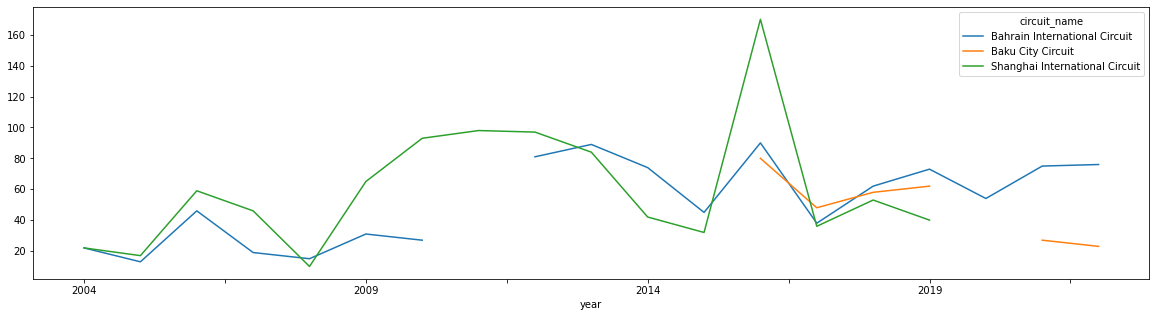 circuit_name
Bahrain International Circuit
Baku City Circuit
Shanghai International Circuit
160
140
120
100
80
60
40
20
2004 2009 2014 2019
year